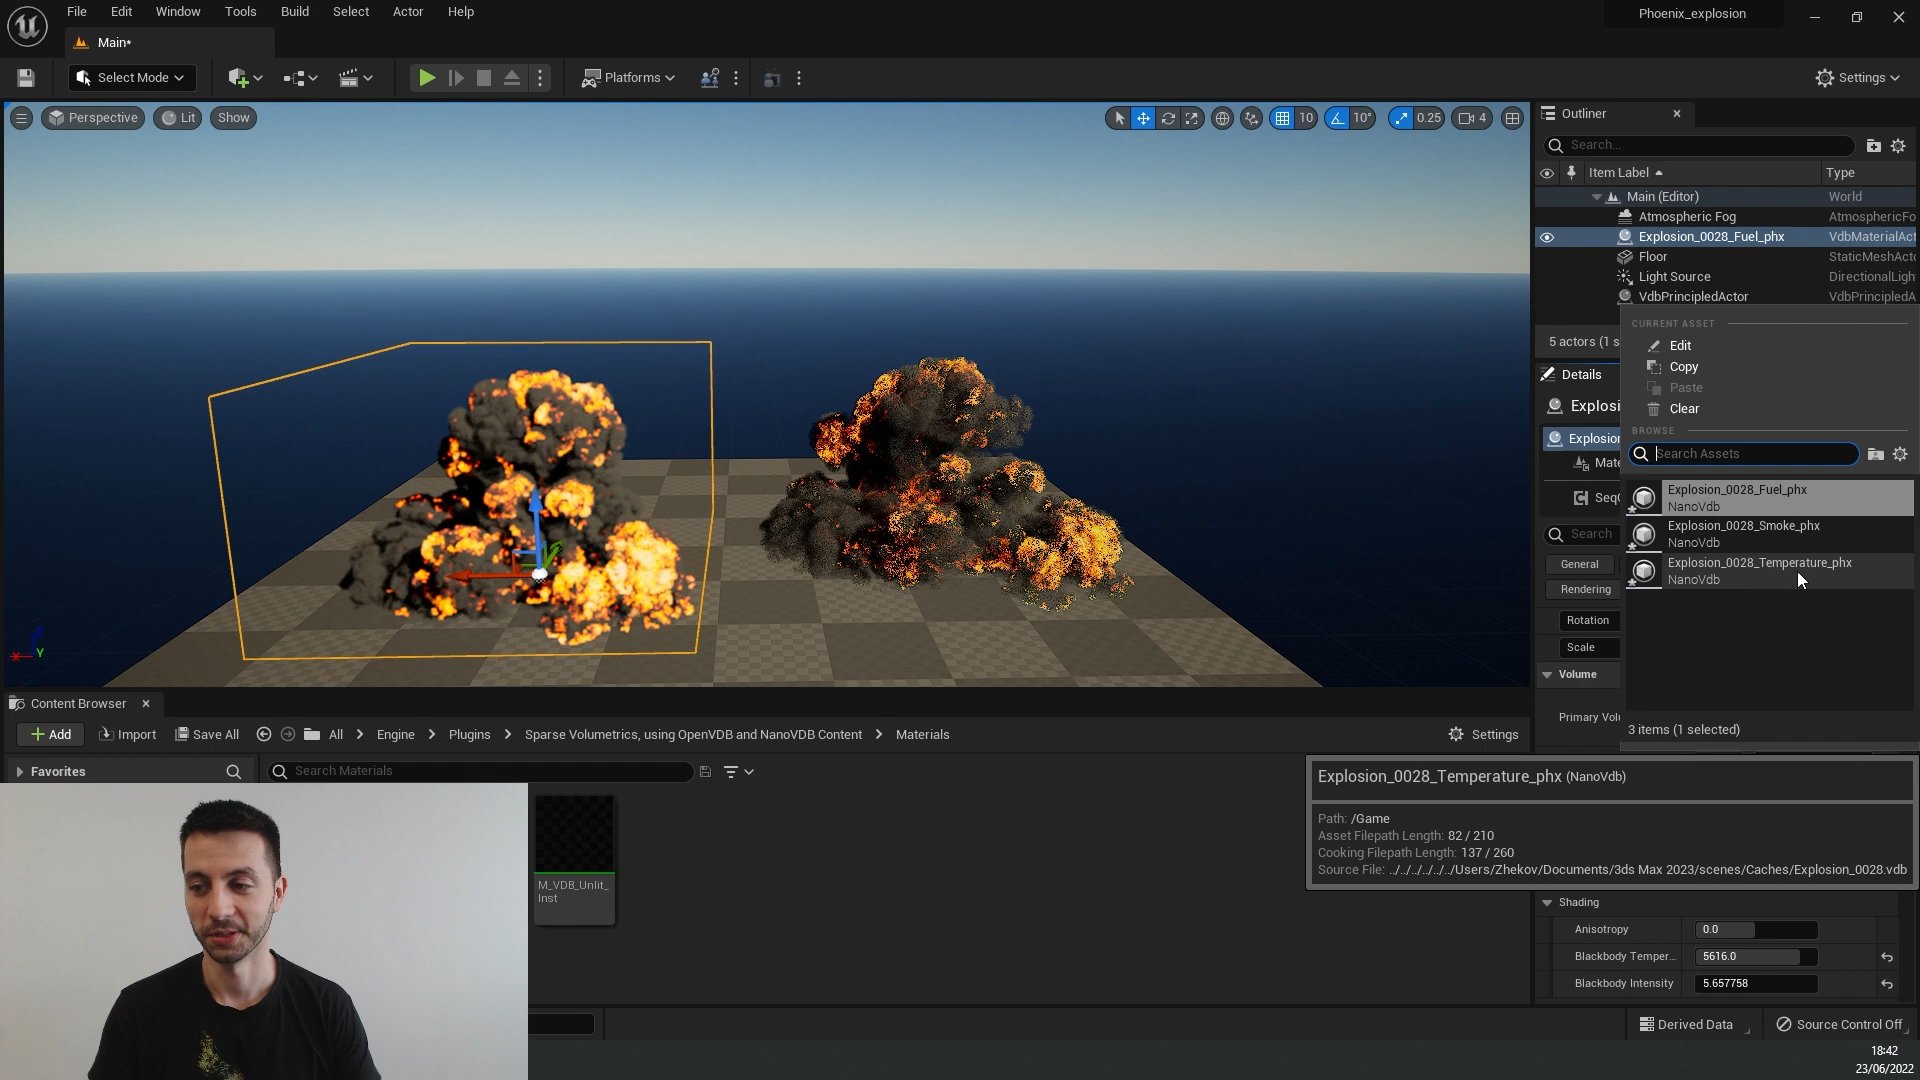 File Edit Window Tools Build Select Actor Help
Phoenix_explosion
Main*
Select Mode
Platforms
Settings
Perspective Lit Show
10 10° 0.25 4
Outliner
Search...
Item Label Type
Main (Editor) World
Atmospheric Fog AtmosphericFo
Explosion_0028_Fuel_phx VdbMaterialAct
Floor StaticMeshActo
Light Source DirectionalLigh
VdbPrincipledActor VdbPrincipledA
5 actors (1 s
CURRENT ASSET
Edit
Copy
Paste
Clear
BROWSE
Search Assets
Explosion_0028_Fuel_phx
NanoVdb
Explosion_0028_Smoke_phx
NanoVdb
Explosion_0028_Temperature_phx
NanoVdb
3 items (1 selected)
Details
Explosi
Explosion
Mate
Seq
Search
General
Rendering
Rotation
Scale
Volume
Primary Volu
X Y
Content Browser
Add Import Save All All Engine Plugins Sparse Volumetrics, using OpenVDB and NanoVDB Content Materials Settings
Favorites
Search Materials
M_VDB_Unlit_
Inst
Explosion_0028_Temperature_phx (NanoVdb)
Path: /Game
Asset Filepath Length: 82 / 210
Cooking Filepath Length: 137 / 260
Source File: ../../../../../../Users/Zhekov/Documents/3ds Max 2023/scenes/Caches/Explosion_0028.vdb
Shading
Anisotropy 0.0
Blackbody Temper... 5616.0
Blackbody Intensity 5.657758
Derived Data Source Control Off
18:42
23/06/2022